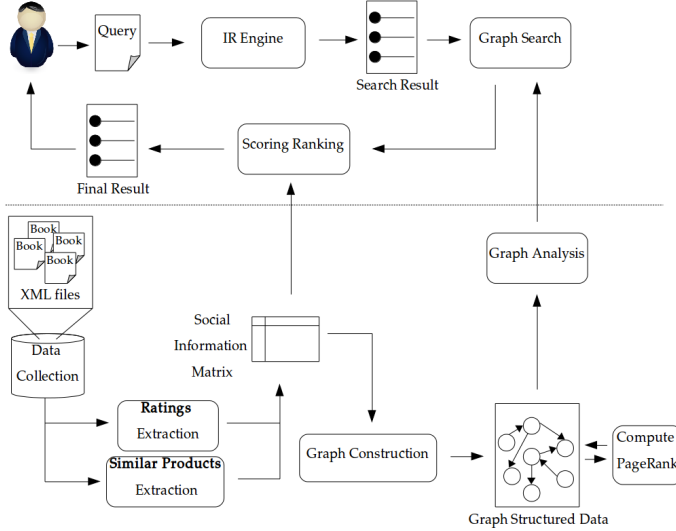 Query
IR Engine
Search Result
Graph Search
Final Result
Scoring Ranking
Book
Book
Book
Book
XML files
Data
Collection
Ratings
Extraction
Similar Products
Extraction
Social
Information
Matrix
Graph Construction
Graph Analysis
Graph Structured Data
Compute
PageRank